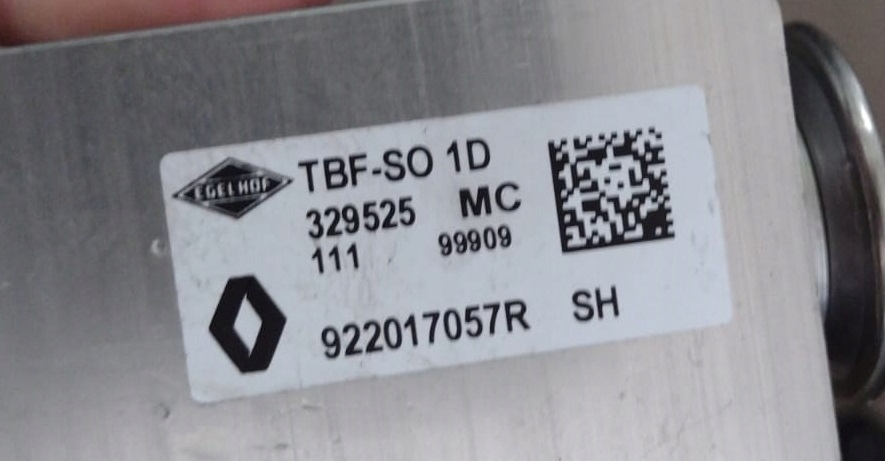 EGELHOF
TBF-SO 1D
329525 MC
111 99909
922017057R SH